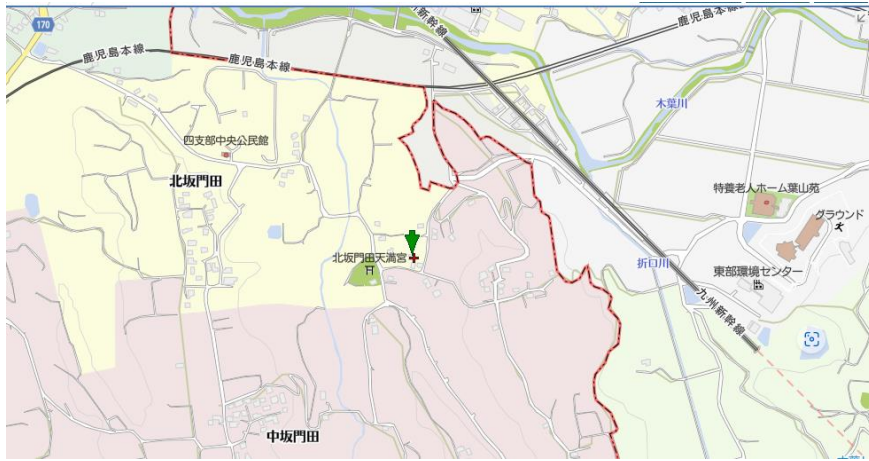 170
鹿児島本線
鹿児島本線
新幹線
鹿児島本線
木葉川
四支部中央公民館
北坂門田
特養老人ホーム葉山苑
グラウンド
北坂門田天満宮
折口川
東部環境センター
九州新幹線
中坂門田